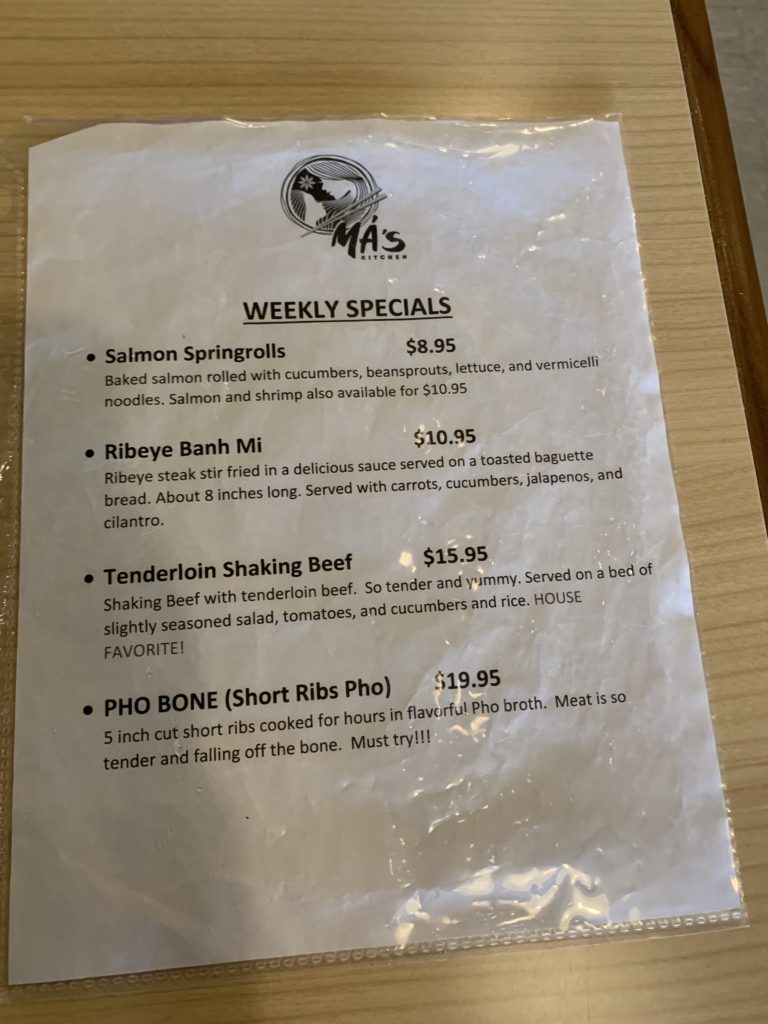 MÁ'S
KITCHEN
WEEKLY SPECIALS
• Salmon Springrolls $8.95
Baked salmon rolled with cucumbers, beansprouts, lettuce, and vermicelli
noodles. Salmon and shrimp also available for $10.95
• Ribeye Banh Mi $10.95
Ribeye steak stir fried in a delicious sauce served on a toasted baguette
bread. About 8 inches long. Served with carrots, cucumbers, jalapenos, and
cilantro.
• Tenderloin Shaking Beef $15.95
Shaking Beef with tenderloin beef. So tender and yummy. Served on a bed of
slightly seasoned salad, tomatoes, and cucumbers and rice. HOUSE
FAVORITE!
• PHO BONE (Short Ribs Pho) $19.95
5 inch cut short ribs cooked for hours in flavorful Pho broth. Meat is so
tender and falling off the bone. Must try!!!